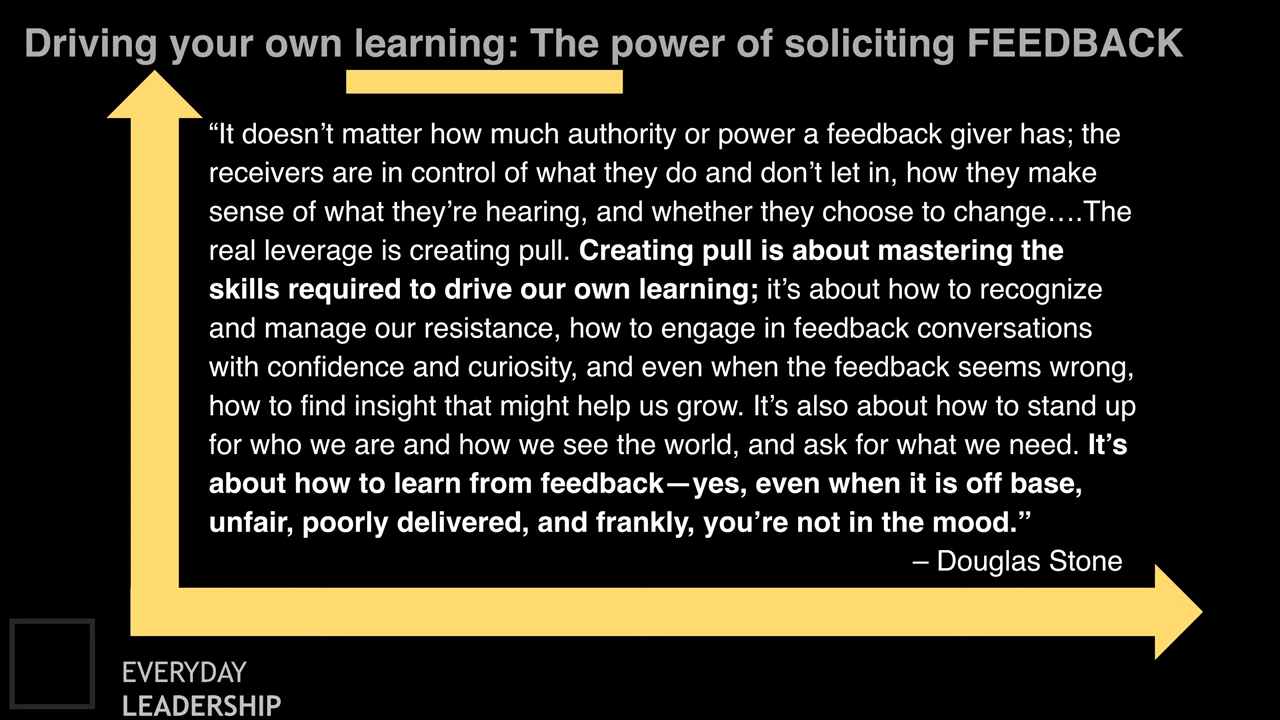 Driving your own learning: The power of soliciting FEEDBACK
“It doesn’t matter how much authority or power a feedback giver has; the
receivers are in control of what they do and don’t let in, how they make
sense of what they’re hearing, and whether they choose to change….The
real leverage is creating pull. Creating pull is about mastering the
skills required to drive our own learning; it’s about how to recognize
and manage our resistance, how to engage in feedback conversations
with confidence and curiosity, and even when the feedback seems wrong,
how to find insight that might help us grow. It’s also about how to stand up
for who we are and how we see the world, and ask for what we need. It’s
about how to learn from feedback—yes, even when it is off base,
unfair, poorly delivered, and frankly, you’re not in the mood.”
– Douglas Stone
EVERYDAY
LEADERSHIP